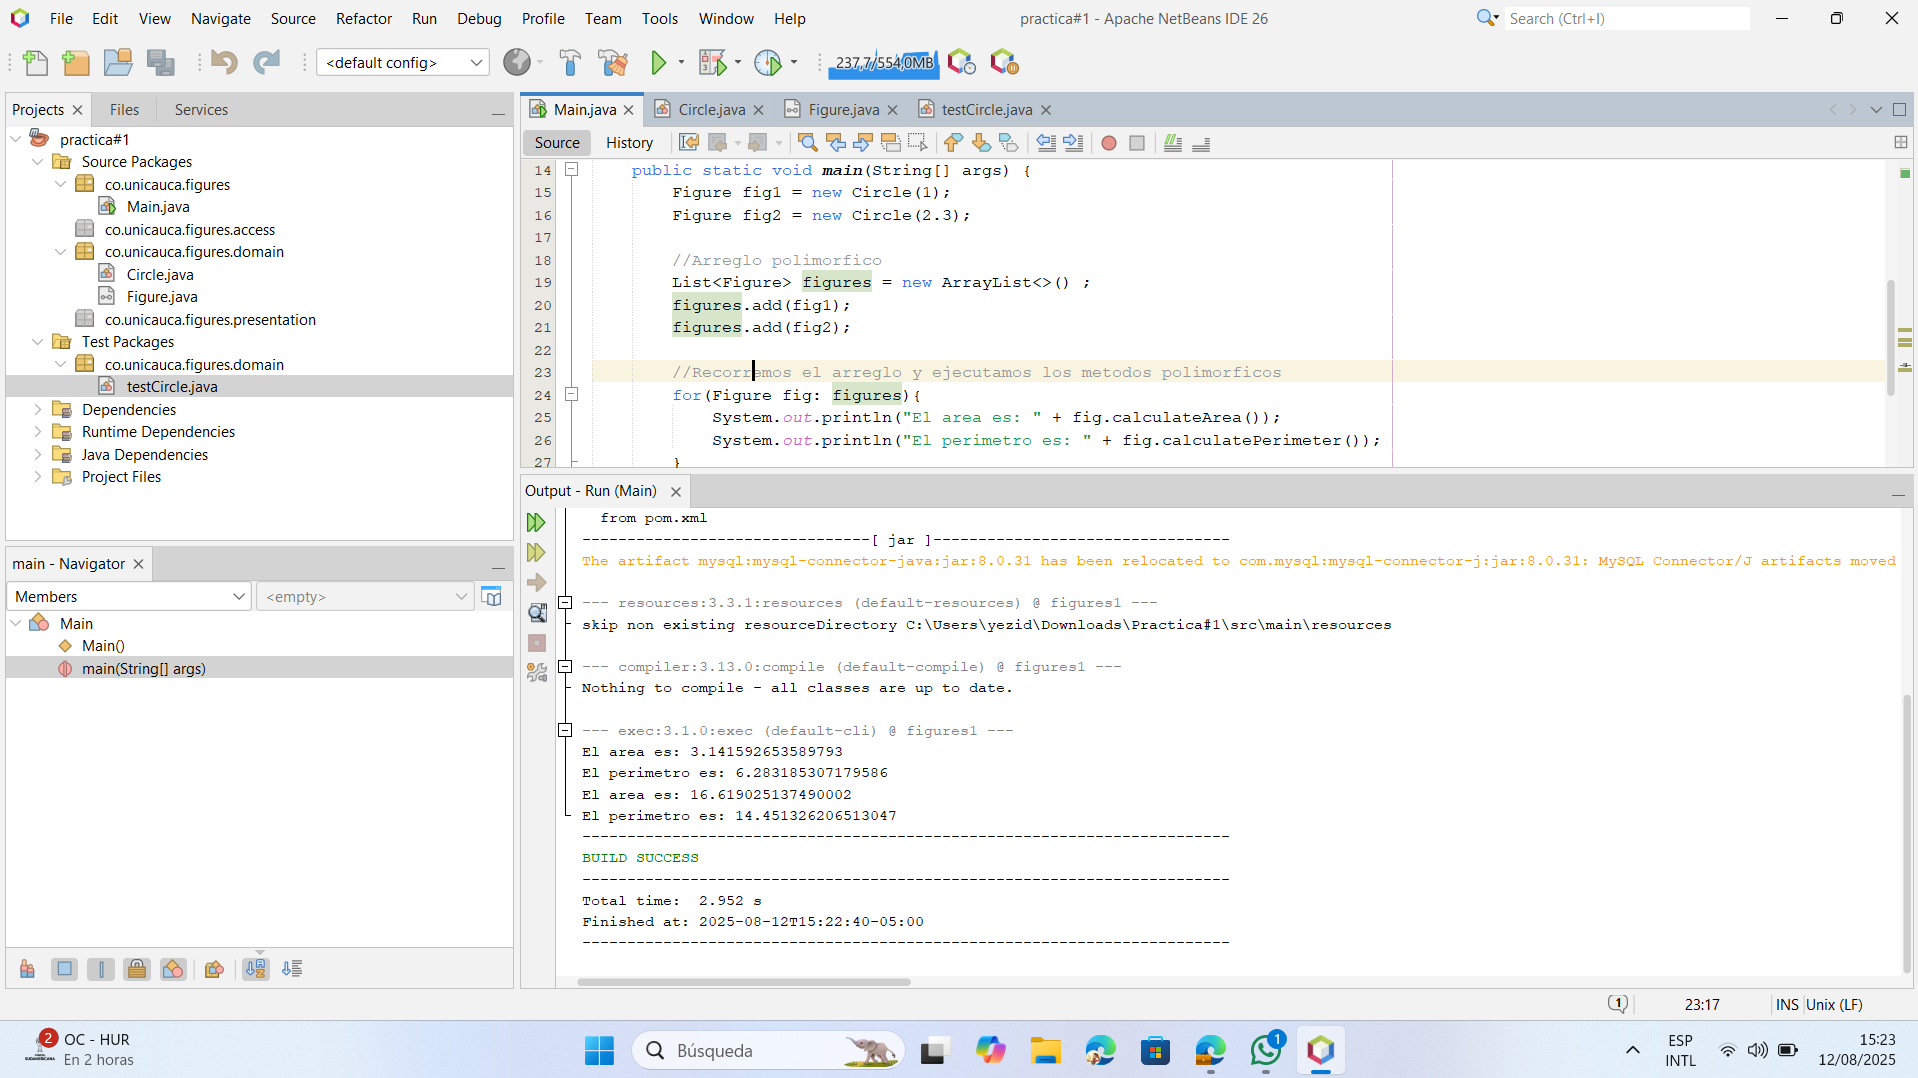 File Edit View Navigate Source Refactor Run Debug Profile Team Tools Window Help
practica#1 - Apache NetBeans IDE 26
Search (Ctrl+I)
<default config>
237,7/554,0MB
Projects Files Services
practica#1
Source Packages
co.unicauca.figures
Main.java
co.unicauca.figures.access
co.unicauca.figures.domain
Circle.java
Figure.java
co.unicauca.figures.presentation
Test Packages
co.unicauca.figures.domain
testCircle.java
Dependencies
Runtime Dependencies
Java Dependencies
Project Files
main - Navigator
Members
<empty>
Main
Main()
main(String[] args)
Main.java Circle.java Figure.java testCircle.java
Source History
14 public static void main(String[] args) {
15 Figure fig1 = new Circle(1);
16 Figure fig2 = new Circle(2.3);
17
18 //Arreglo polimorfico
19 List<Figure> figures = new ArrayList<>() ;
20 figures.add(fig1);
21 figures.add(fig2);
22
23 //Recorremos el arreglo y ejecutamos los metodos polimorficos
24 for(Figure fig: figures){
25 System.out.println("El area es: " + fig.calculateArea());
26 System.out.println("El perimetro es: " + fig.calculatePerimeter());
27 }
Output - Run (Main)
from pom.xml
--------------------------------[ jar ]---------------------------------
The artifact mysql:mysql-connector-java:jar:8.0.31 has been relocated to com.mysql:mysql-connector-j:jar:8.0.31: MySQL Connector/J artifacts moved
--- resources:3.3.1:resources (default-resources) @ figures1 ---
skip non existing resourceDirectory C:\Users\yezid\Downloads\Practica#1\src\main\resources
--- compiler:3.13.0:compile (default-compile) @ figures1 ---
Nothing to compile - all classes are up to date.
--- exec:3.1.0:exec (default-cli) @ figures1 ---
El area es: 3.141592653589793
El perimetro es: 6.283185307179586
El area es: 16.619025137490002
El perimetro es: 14.451326206513047
------------------------------------------------------------------------
BUILD SUCCESS
------------------------------------------------------------------------
Total time:  2.952 s
Finished at: 2025-08-12T15:22:40-05:00
------------------------------------------------------------------------
1
23:17
INS
Unix (LF)
2
OC - HUR
En 2 horas
Búsqueda
1
ESP
INTL
15:23
12/08/2025